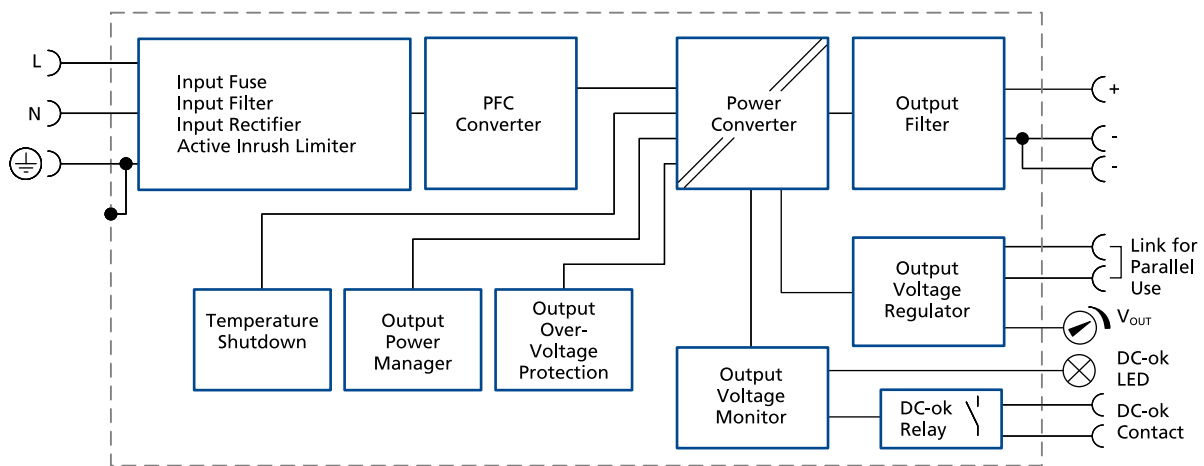 L
N
Input Fuse
Input Filter
Input Rectifier
Active Inrush Limiter
PFC
Converter
Power
Converter
Output
Filter
+
-
-
Temperature
Shutdown
Output
Power
Manager
Output
Over-
Voltage
Protection
Output
Voltage
Regulator
Link for
Parallel
Use
VOUT
Output
Voltage
Monitor
DC-ok
LED
DC-ok
Relay
DC-ok
Contact